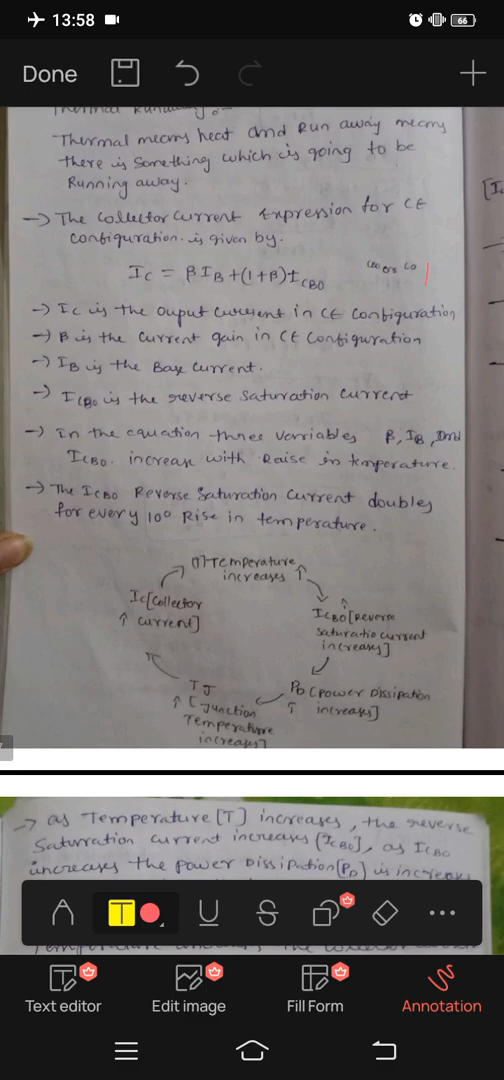 13:58
66
Done
Thermal Runaway :-
Thermal means heat and Run away means
there is something which is going to be
Running away.
→ The collector current Expression for CE
configuration. is given by.
IC = βIB + (1+β)ICBO
→ IC is the ouput current in CE configuration
→ β is the current gain in CE configuration
→ IB is the Base current.
→ ICBO is the reverse saturation current
→ In the equation three varriables β, IB, and
ICBO. increase with Raise in temperature.
→ The ICBO Reverse saturation current doubles
for every 10° Rise in temperature.
(T) Temperature
increases ↑
IC [collector
↑ current]
↑
ICBO [Reverse
saturatio current
increases]
PD (power Dissipation
↑ increases]
TJ
↑ [Junction
Temperature
increases]
→ as Temperature [T] increases, the reverse
saturation current increases [ICBO], as ICBO
increases the power Dissipation [PD] is increases
Text editor
Edit image
Fill Form
Annotation